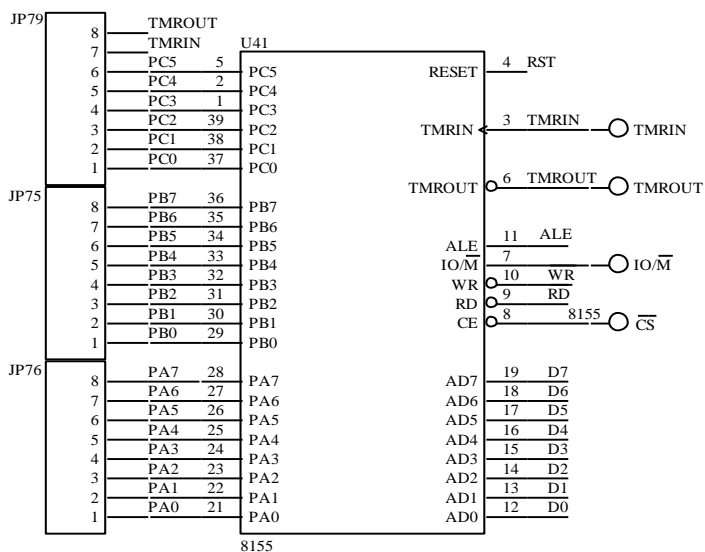 JP79
8 TMROUT
7 TMRIN
U41
6 PC5 5 PC5 RESET 4 RST
5 PC4 2 PC4
4 PC3 1 PC3
3 PC2 39 PC2 TMRIN 3 TMRIN TMRIN
2 PC1 38 PC1
1 PC0 37 PC0
TMROUT 6 TMROUT TMROUT
JP75
8 PB7 36 PB7
7 PB6 35 PB6
6 PB5 34 PB5 ALE 11 ALE
5 PB4 33 PB4 IO/M̅ 7 IO/M̅
4 PB3 32 PB3 WR 10 W̅R̅
3 PB2 31 PB2 RD 9 R̅D̅
2 PB1 30 PB1 CE 8 8155 C̅S̅
1 PB0 29 PB0
JP76
8 PA7 28 PA7 AD7 19 D7
7 PA6 27 PA6 AD6 18 D6
6 PA5 26 PA5 AD5 17 D5
5 PA4 25 PA4 AD4 16 D4
4 PA3 24 PA3 AD3 15 D3
3 PA2 23 PA2 AD2 14 D2
2 PA1 22 PA1 AD1 13 D1
1 PA0 21 PA0 AD0 12 D0
8155